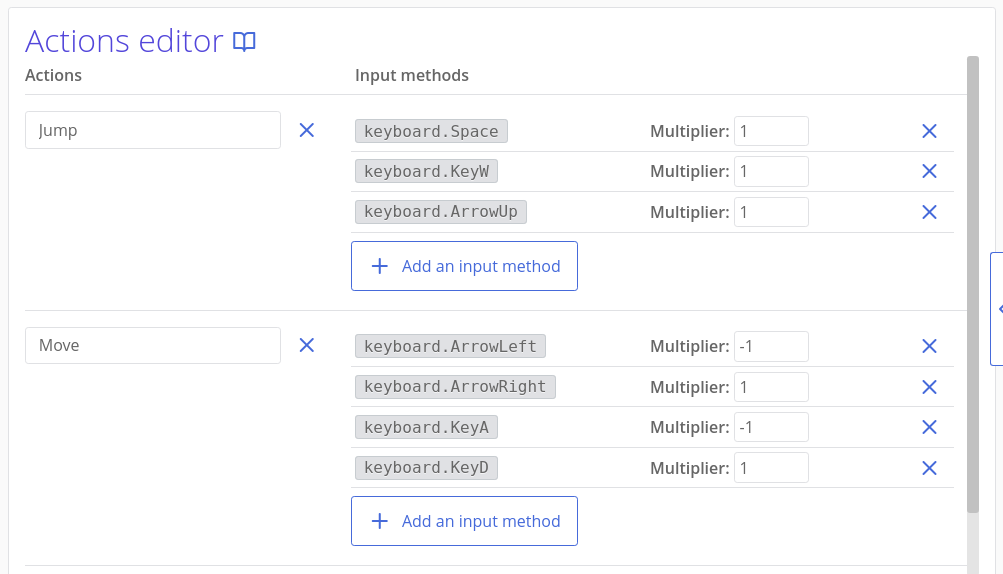 Actions editor
Actions Input methods
Jump keyboard.Space Multiplier: 1
keyboard.KeyW Multiplier: 1
keyboard.ArrowUp Multiplier: 1
Add an input method
Move keyboard.ArrowLeft Multiplier: -1
keyboard.ArrowRight Multiplier: 1
keyboard.KeyA Multiplier: -1
keyboard.KeyD Multiplier: 1
Add an input method